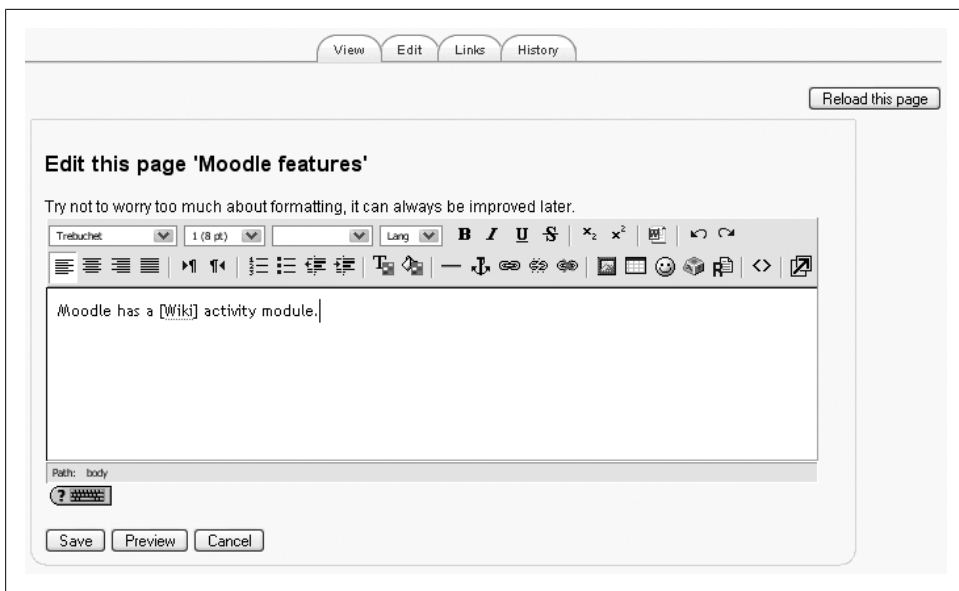 View Edit Links History
Reload this page
Edit this page 'Moodle features'
Try not to worry too much about formatting, it can always be improved later.
Trebuchet 1 (8 pt) Lang B I U S ×₂ ×² W
Moodle has a [Wiki] activity module.
Path: body
?
Save Preview Cancel